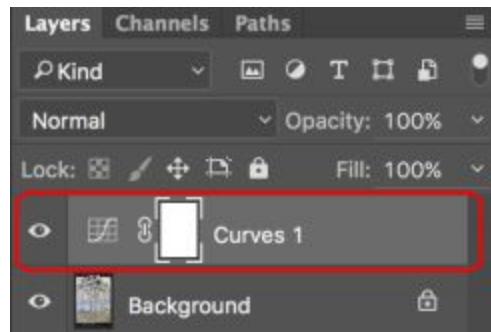 Layers Channels Paths
Kind
Normal Opacity: 100%
Lock: Fill: 100%
Curves 1
Background